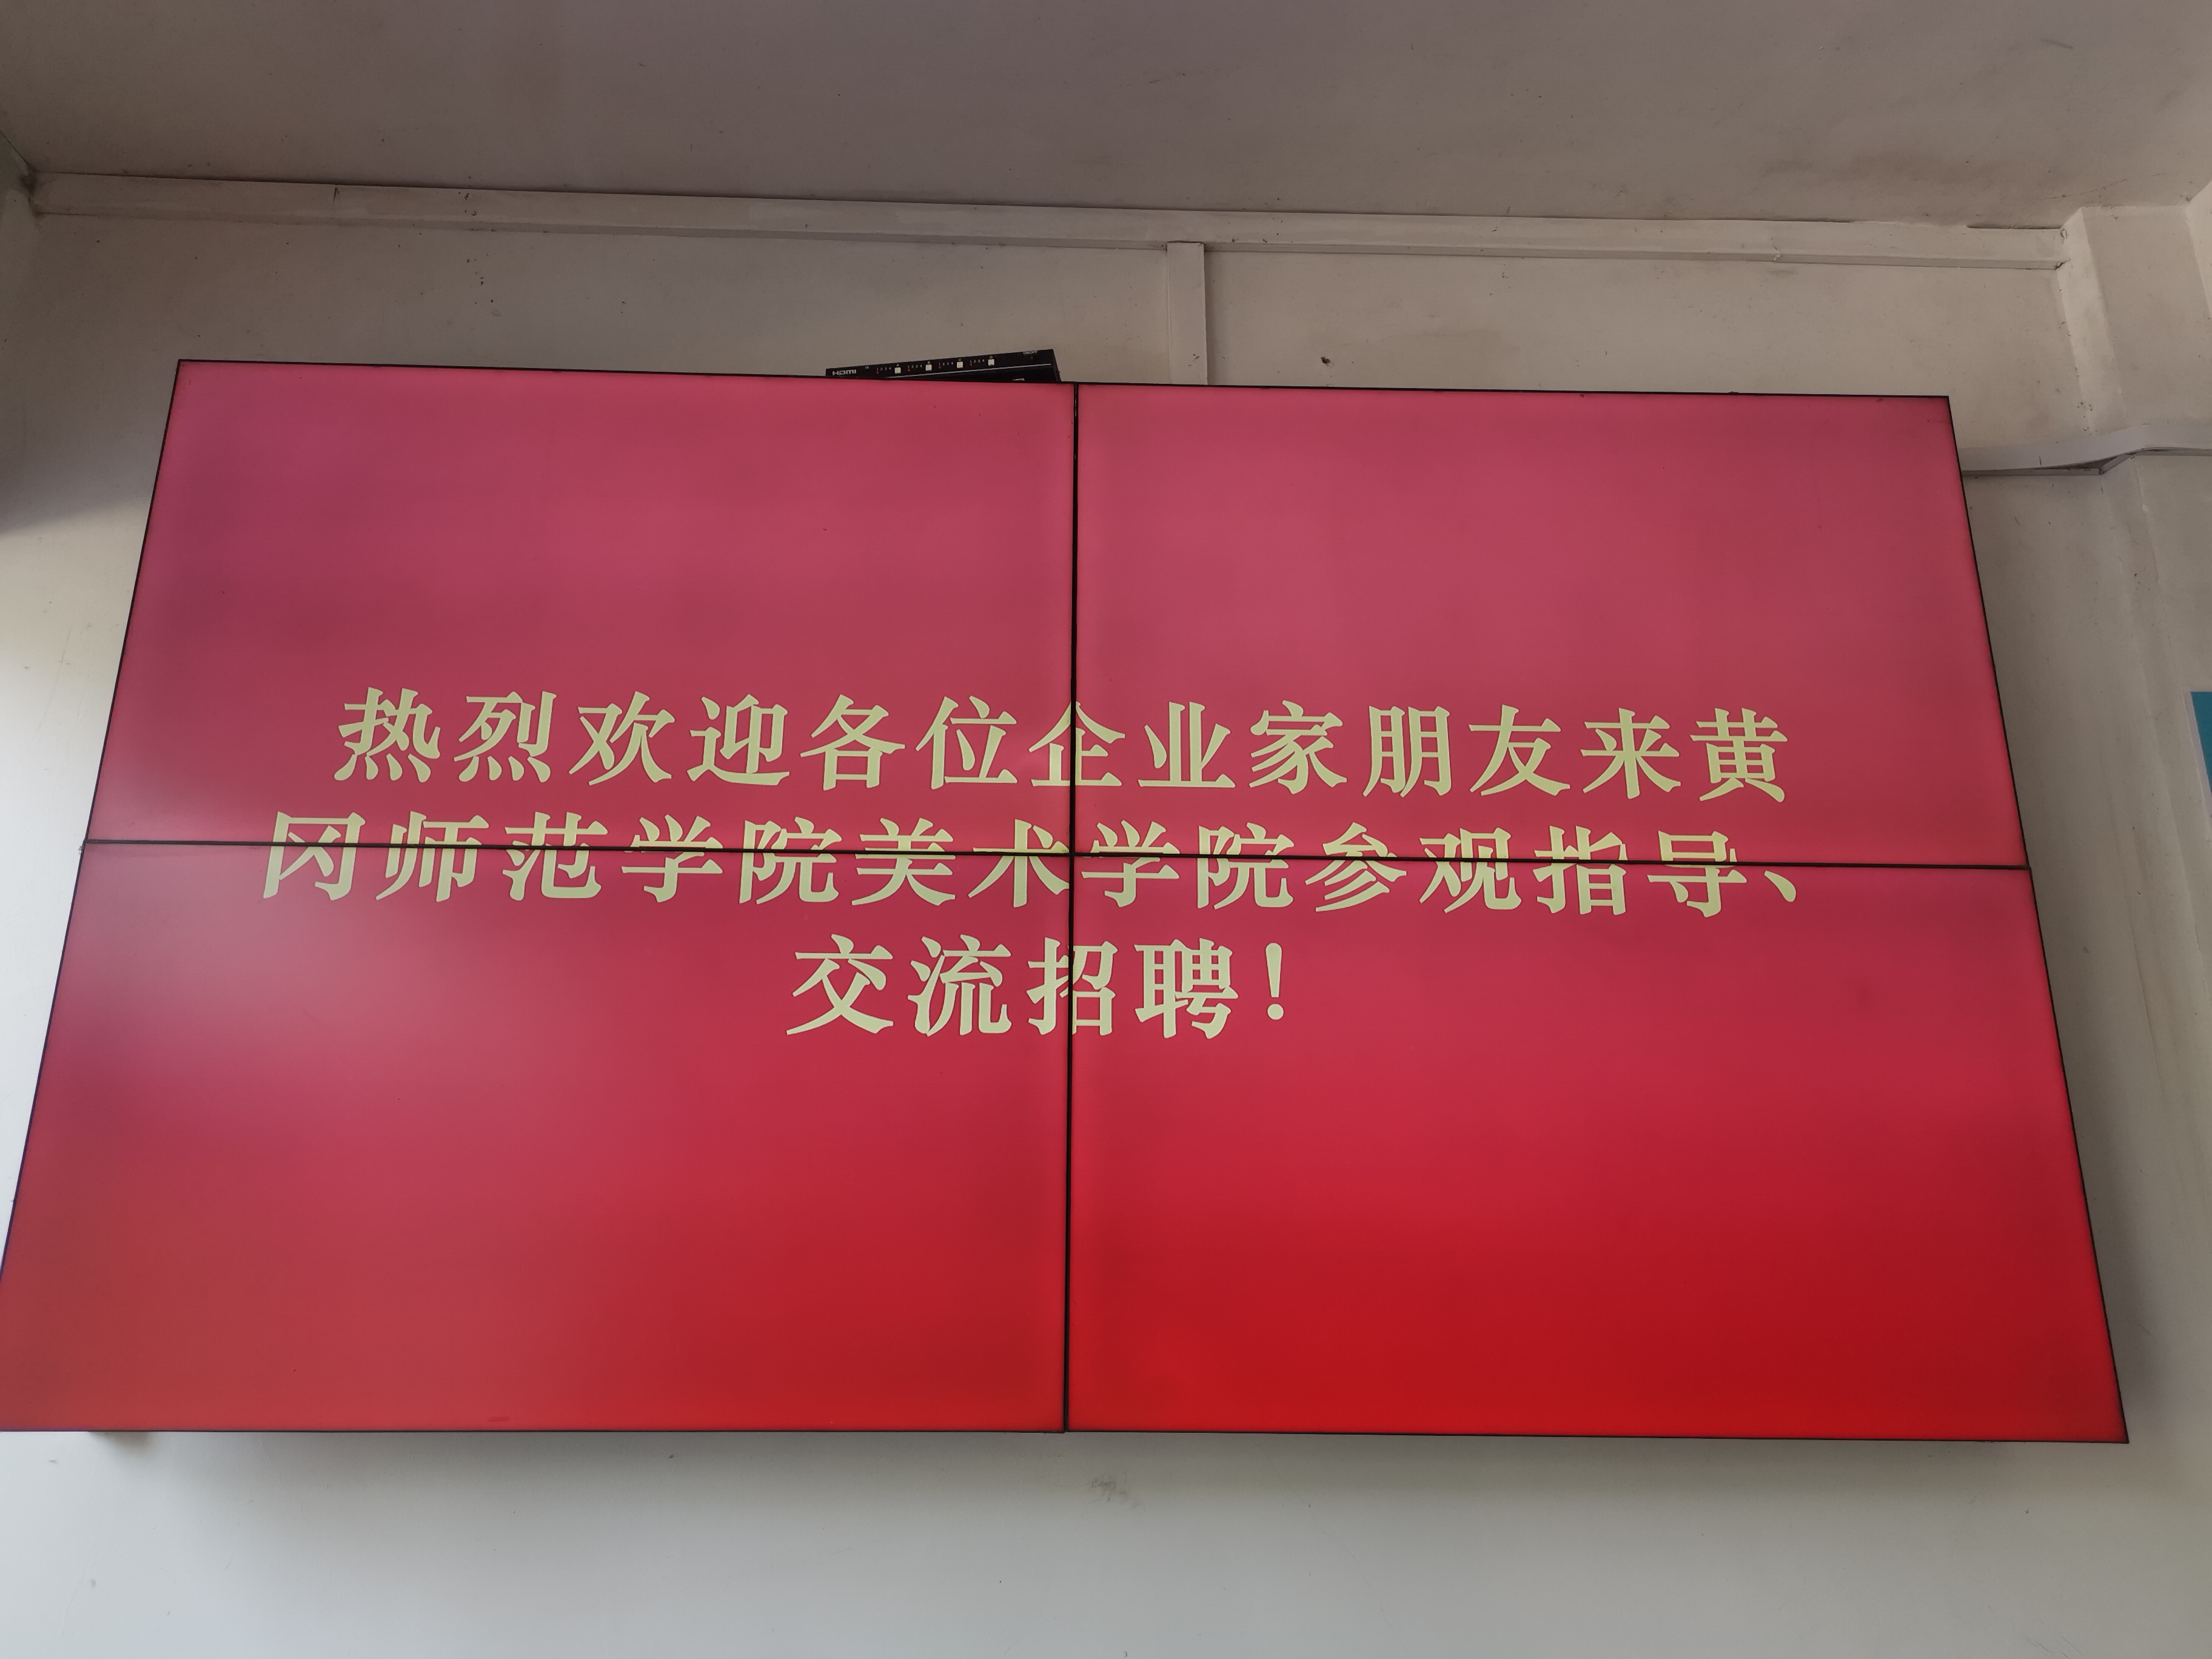 HDMI
热烈欢迎各位企业家朋友来黄
冈师范学院美术学院参观指导、
交流招聘！